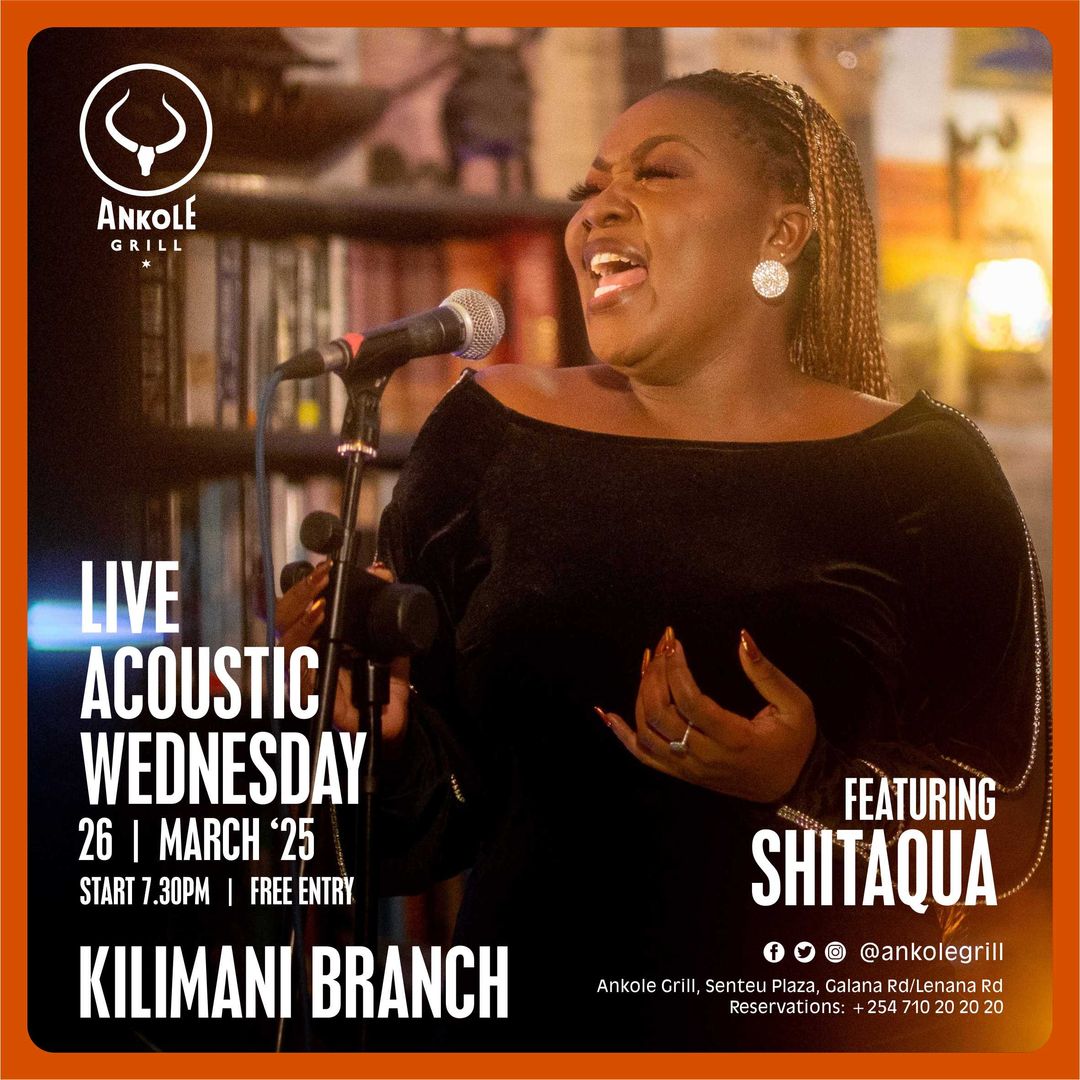 ANKOLE
GRILL
LIVE
ACOUSTIC
WEDNESDAY
26 | MARCH ‘25
START 7.30PM | FREE ENTRY
KILIMANI BRANCH
FEATURING
SHITAQUA
@ankolegrill
Ankole Grill, Senteu Plaza, Galana Rd/Lenana Rd
Reservations: +254 710 20 20 20